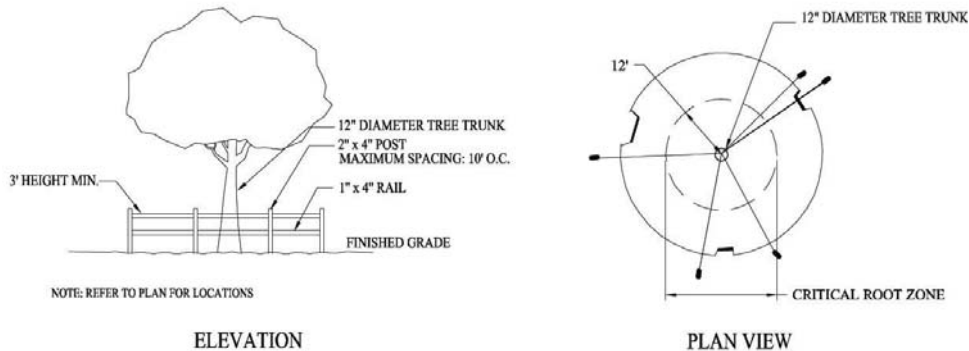 12" DIAMETER TREE TRUNK
12'
12" DIAMETER TREE TRUNK
2" x 4" POST
MAXIMUM SPACING: 10' O.C.
3' HEIGHT MIN.
1" x 4" RAIL
FINISHED GRADE
NOTE: REFER TO PLAN FOR LOCATIONS
CRITICAL ROOT ZONE
ELEVATION
PLAN VIEW